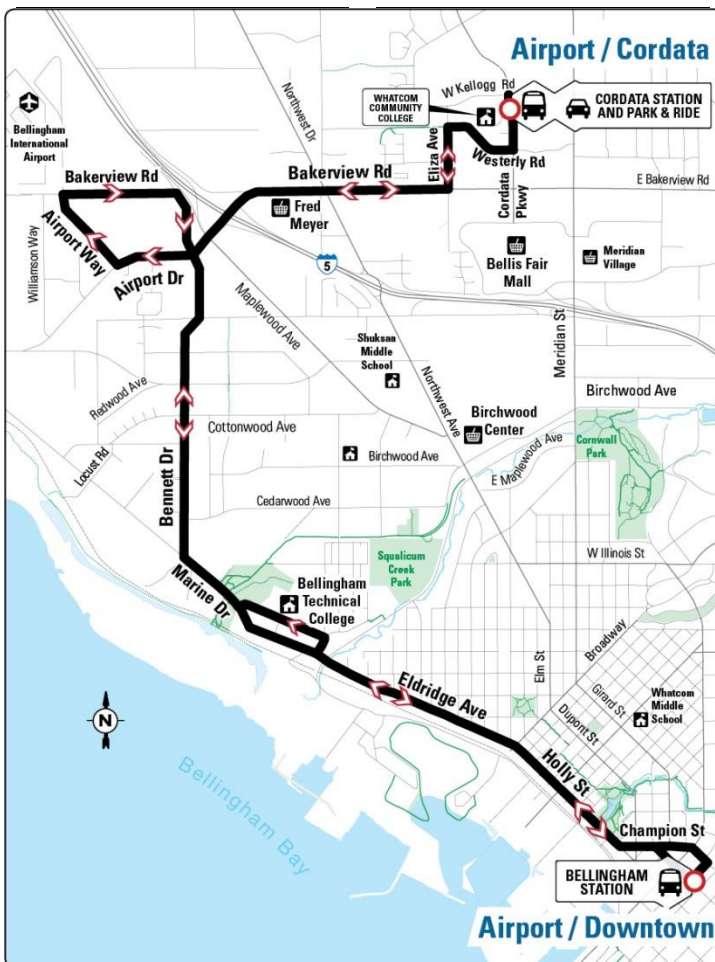 Airport / Cordata
W Kellogg Rd
WHATCOM
COMMUNITY
COLLEGE
CORDATA STATION
AND PARK & RIDE
Northwest Dr
Bellingham
International
Airport
Eliza Ave
Westerly Rd
Bakerview Rd
Bakerview Rd
E Bakerview Rd
Cordata
Pkwy
Fred
Meyer
Airport Way
Williamson Way
Airport Dr
5
Bellis Fair
Mall
Meridian
Village
Maplewood Ave
Meridian St
Shuksan
Middle
School
Northwest Ave
Redwood Ave
Birchwood Ave
Birchwood
Center
Cottonwood Ave
Cornwall
Park
Locust Rd
Birchwood Ave
E Maplewood Ave
Bennett Dr
Cedarwood Ave
Squalicum
Creek
Park
W Illinois St
Marine Dr
Bellingham
Technical
College
Broadway
Elm St
Girard St
Whatcom
Middle
School
Eldridge Ave
Dupont St
N
Holly St
Bellingham Bay
Champion St
BELLINGHAM
STATION
Airport / Downtown